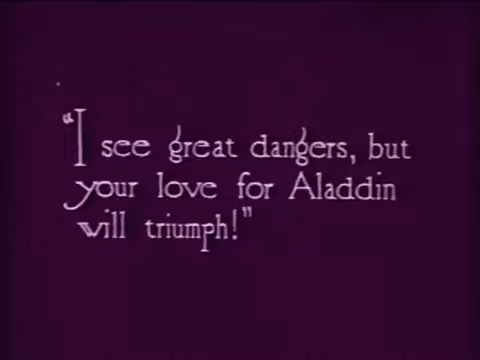 "I see great dangers, but
your love for Aladdin
will triumph!"